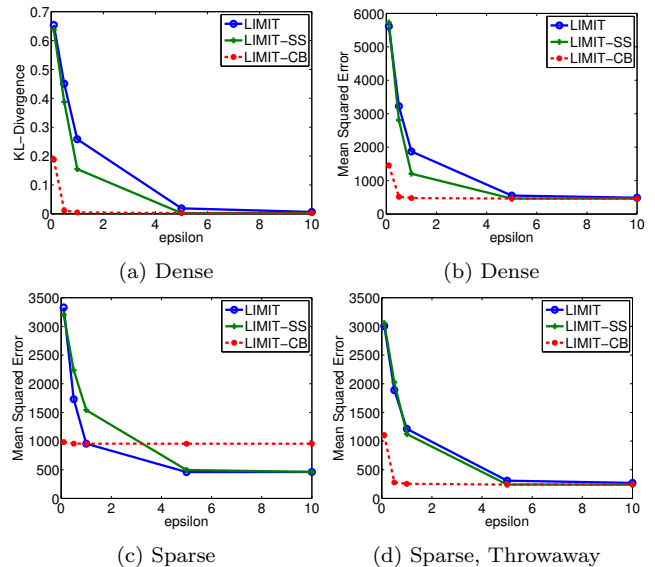 0.7
0.6
0.5
0.4
0.3
0.2
0.1
0
KL-Divergence
0 2 4 6 8 10
epsilon
LIMIT
LIMIT-SS
LIMIT-CB
(a) Dense
6000
5000
4000
3000
2000
1000
0
Mean Squared Error
0 2 4 6 8 10
epsilon
LIMIT
LIMIT-SS
LIMIT-CB
(b) Dense
3500
3000
2500
2000
1500
1000
500
0
Mean Squared Error
0 2 4 6 8 10
epsilon
LIMIT
LIMIT-SS
LIMIT-CB
(c) Sparse
3500
3000
2500
2000
1500
1000
500
0
Mean Squared Error
0 2 4 6 8 10
epsilon
LIMIT
LIMIT-SS
LIMIT-CB
(d) Sparse, Throwaway